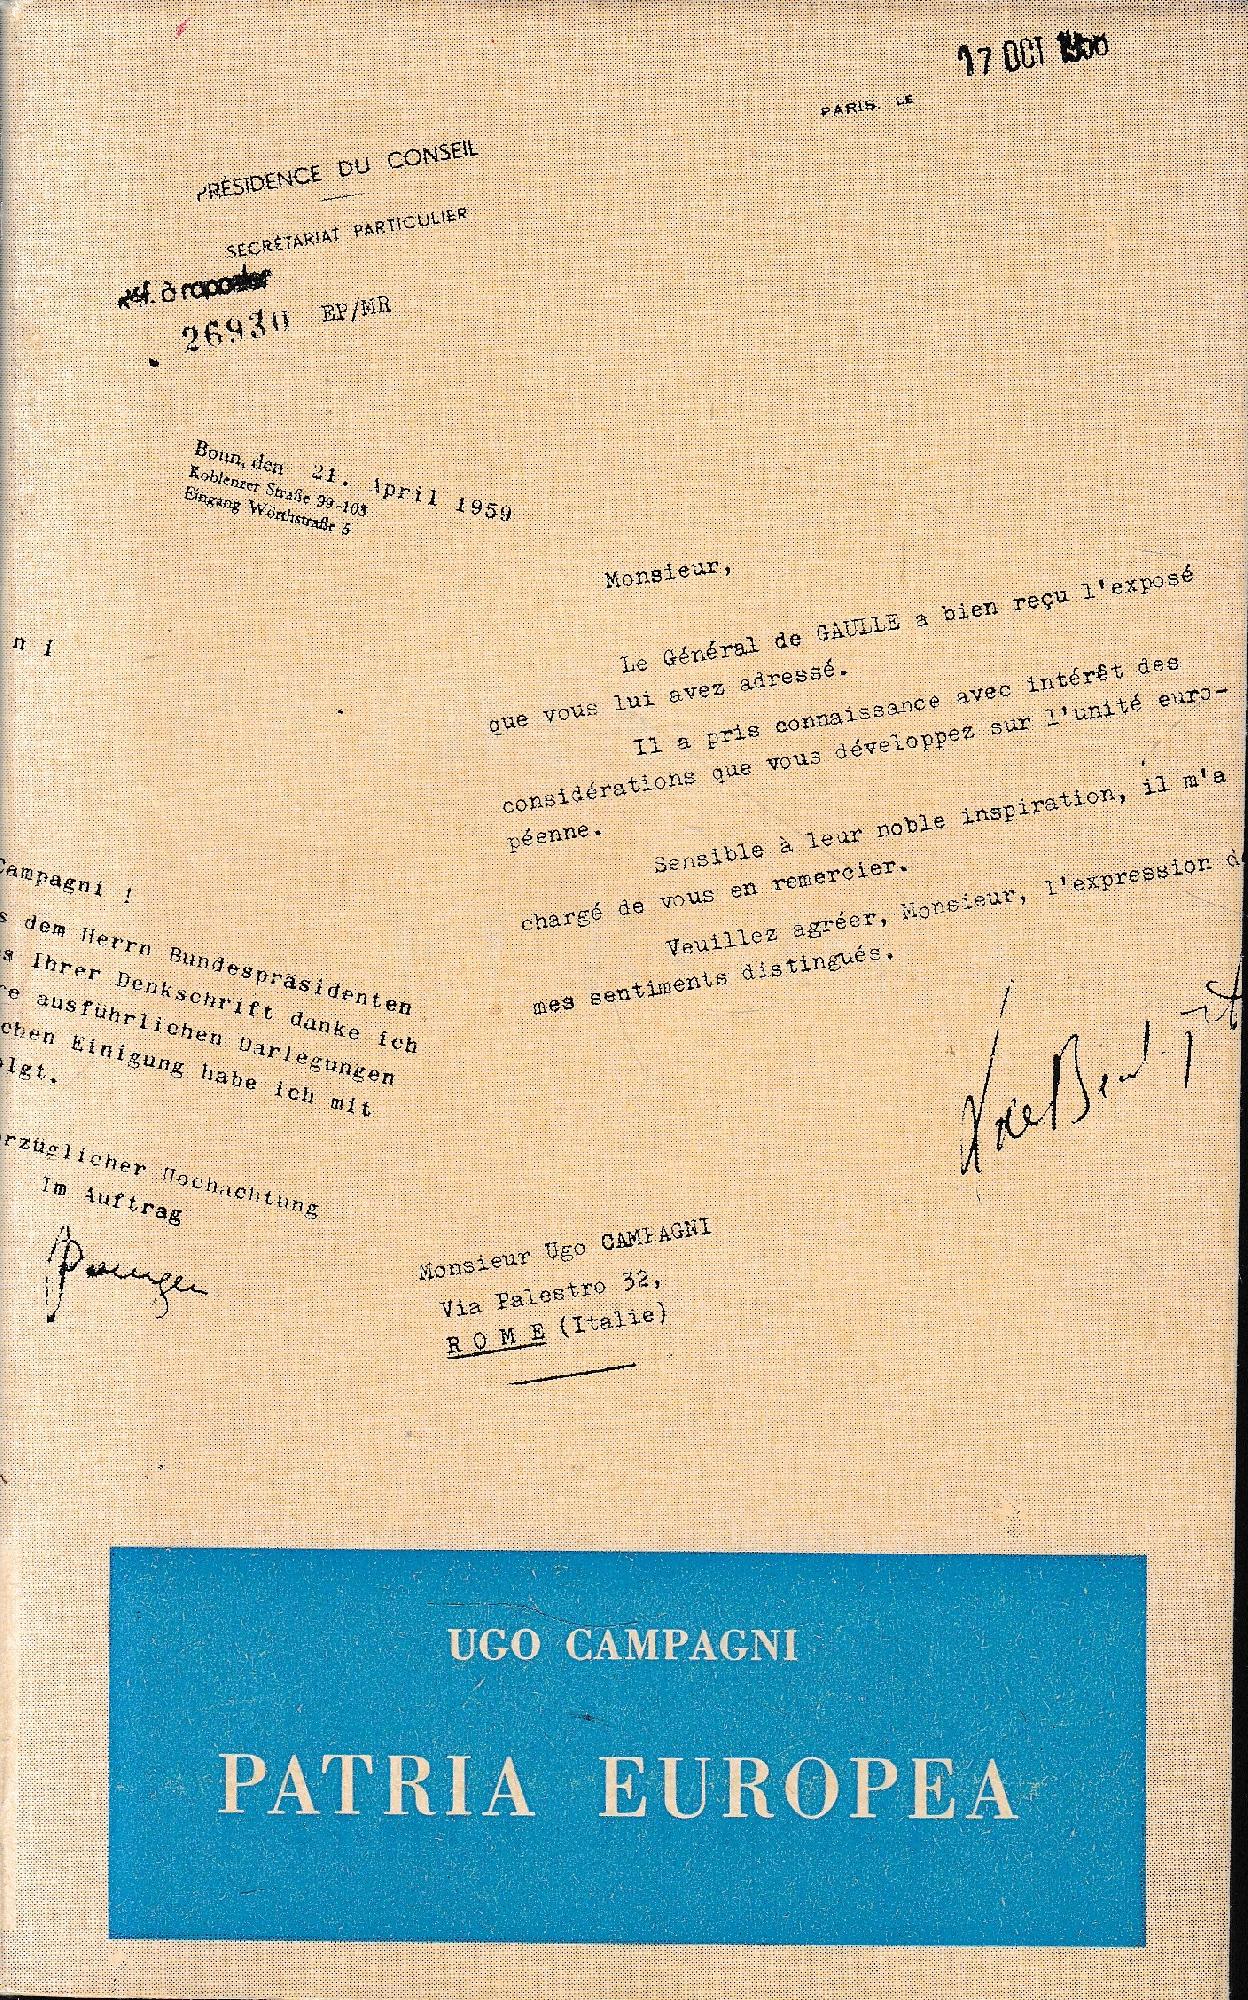 17 OCT
PARIS, LE
PRÉSIDENCE DU CONSEIL
SECRÉTARIAT PARTICULIER
réf. à rappeler
26930 EP/MR
Bonn, den 21. April 1959
Koblenzer Straße 99-103
Eingang Wörthstraße 5
n i
Campagni !
s dem Herrn Bundespräsidenten
s Ihrer Denkschrift danke ich
re ausführlichen Darlegungen
chen Einigung habe ich mit
olgt.
orzüglicher Hochachtung
Im Auftrag
Monsieur,
Le Général de GAULLE a bien reçu l'exposé
que vous lui avez adressé.
Il a pris connaissance avec intérêt des
considérations que vous développez sur l'unité euro-
péenne.
Sensible à leur noble inspiration, il m'a
chargé de vous en remercier.
Veuillez agréer, Monsieur, l'expression de
mes sentiments distingués.
Monsieur Ugo CAMPAGNI
Via Palestro 32,
R O M E (Italie)
UGO CAMPAGNI
PATRIA EUROPEA